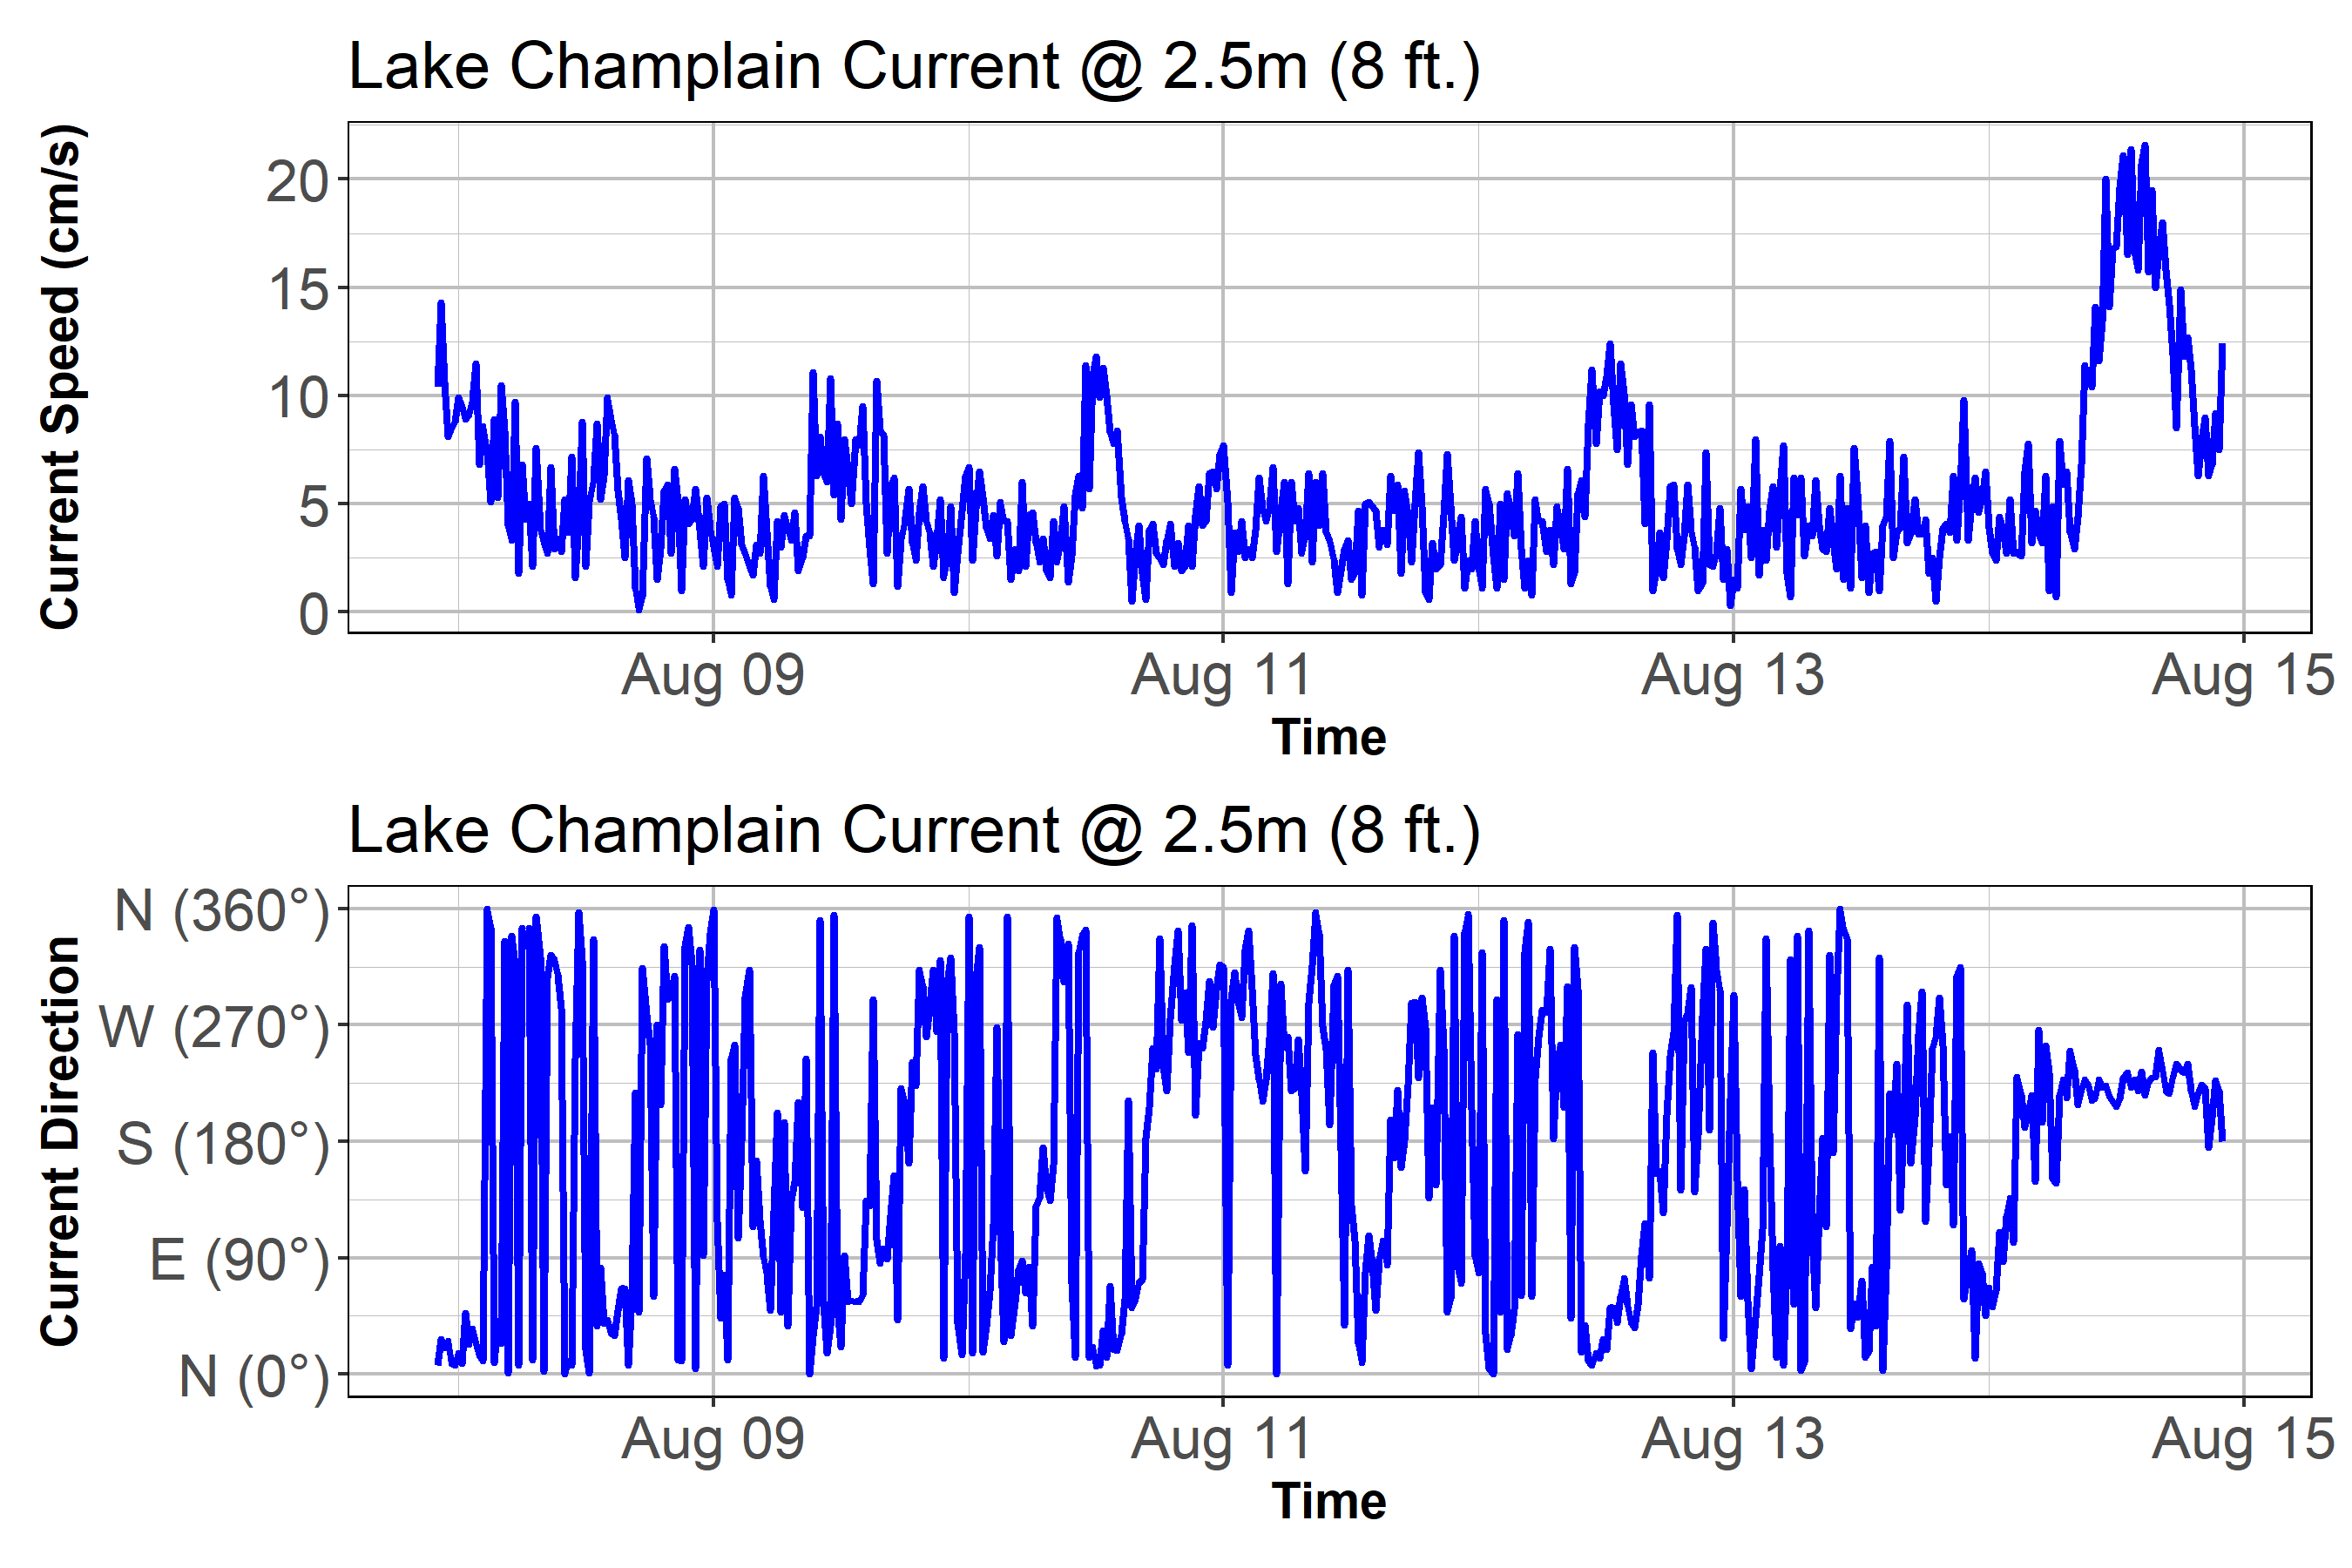 Lake Champlain Current @ 2.5m (8 ft.)
Current Speed (cm/s)
20
15
10
5
0
Aug 09 Aug 11 Aug 13 Aug 15
Time
Lake Champlain Current @ 2.5m (8 ft.)
Current Direction
N (360°)
W (270°)
S (180°)
E (90°)
N (0°)
Aug 09 Aug 11 Aug 13 Aug 15
Time